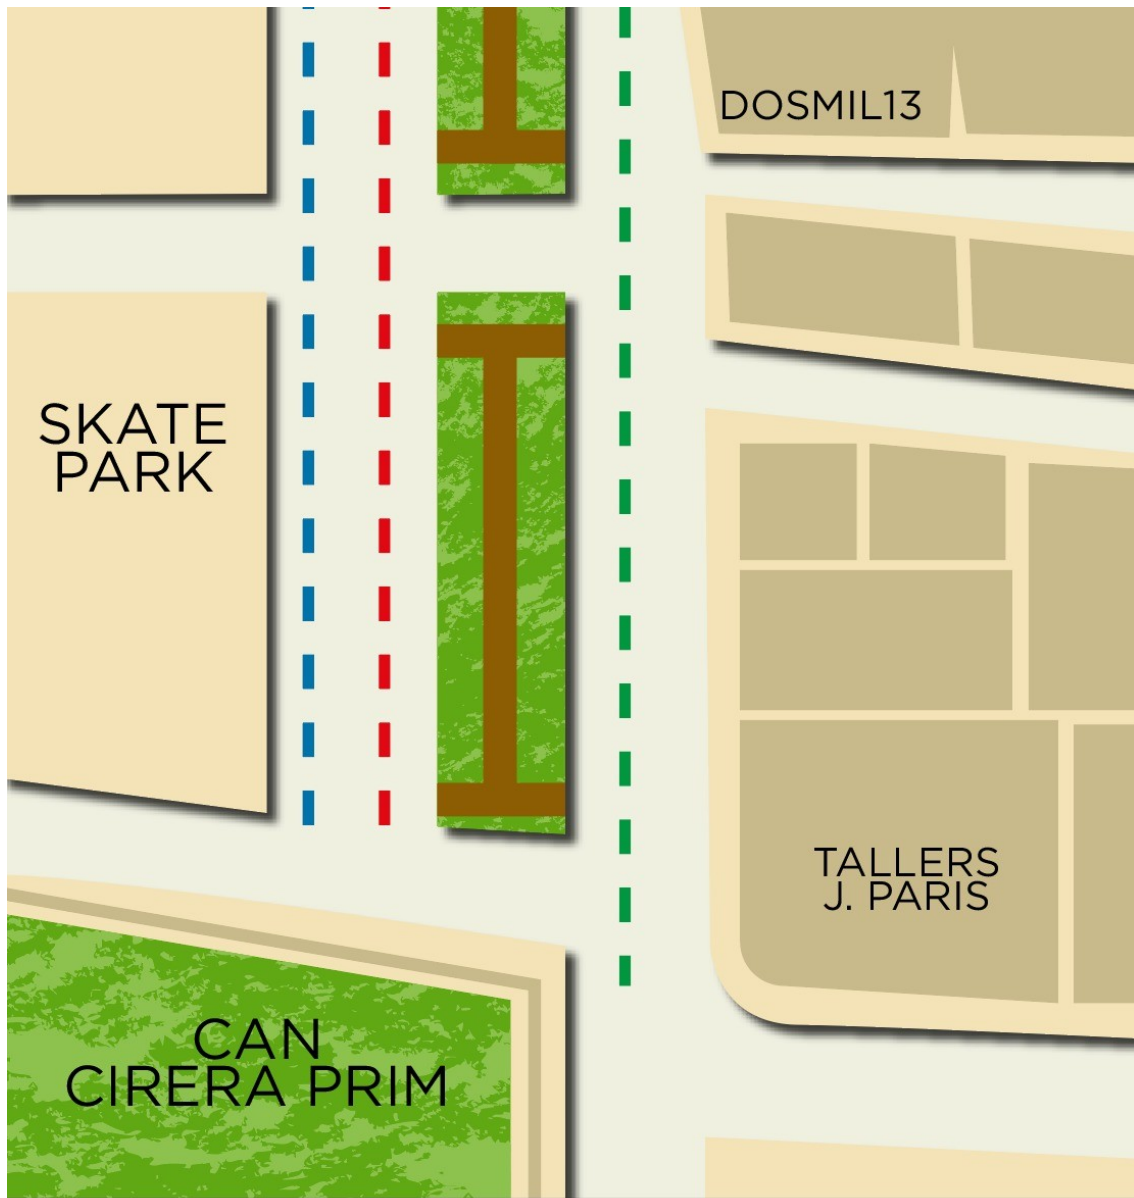 DOSMIL13
SKATE
PARK
TALLERS
J. PARIS
CAN
CIRERA PRIM